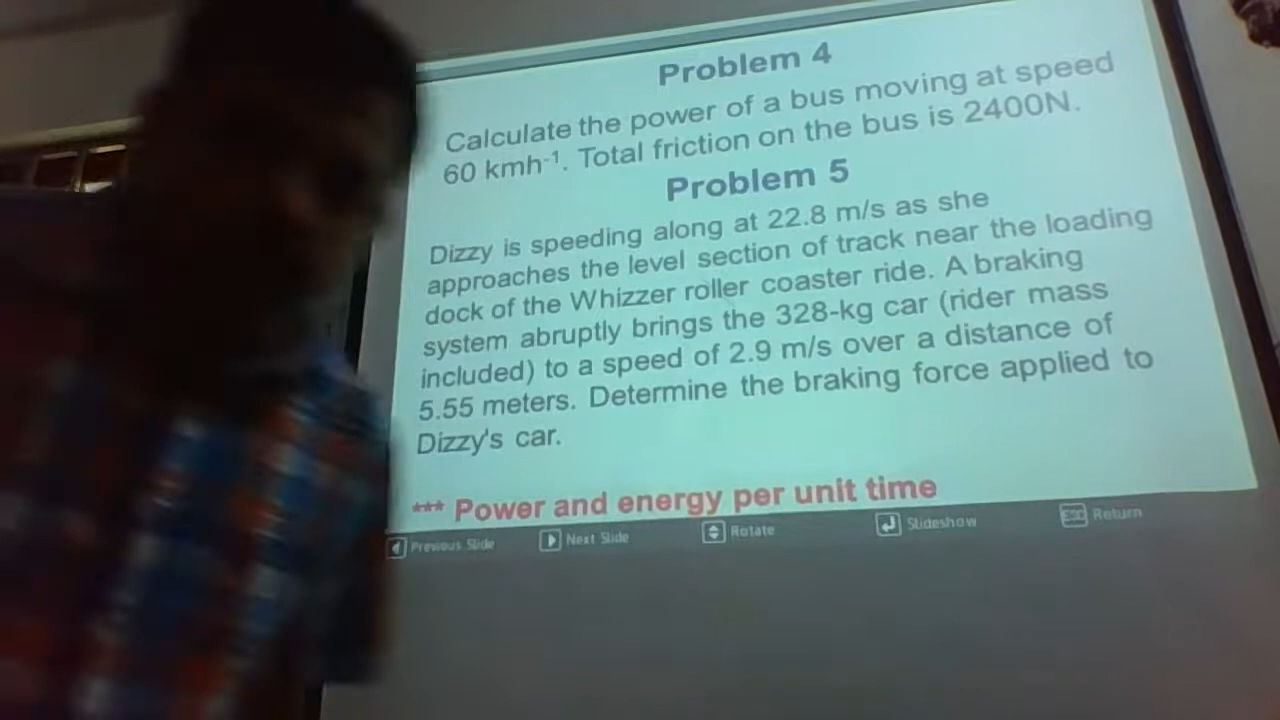 Problem 4
Calculate the power of a bus moving at speed
60 kmh⁻¹. Total friction on the bus is 2400N.
Problem 5
Dizzy is speeding along at 22.8 m/s as she
approaches the level section of track near the loading
dock of the Whizzer roller coaster ride. A braking
system abruptly brings the 328-kg car (rider mass
included) to a speed of 2.9 m/s over a distance of
5.55 meters. Determine the braking force applied to
Dizzy's car.
*** Power and energy per unit time
Previous Slide Next Slide Rotate Slideshow ESC Return